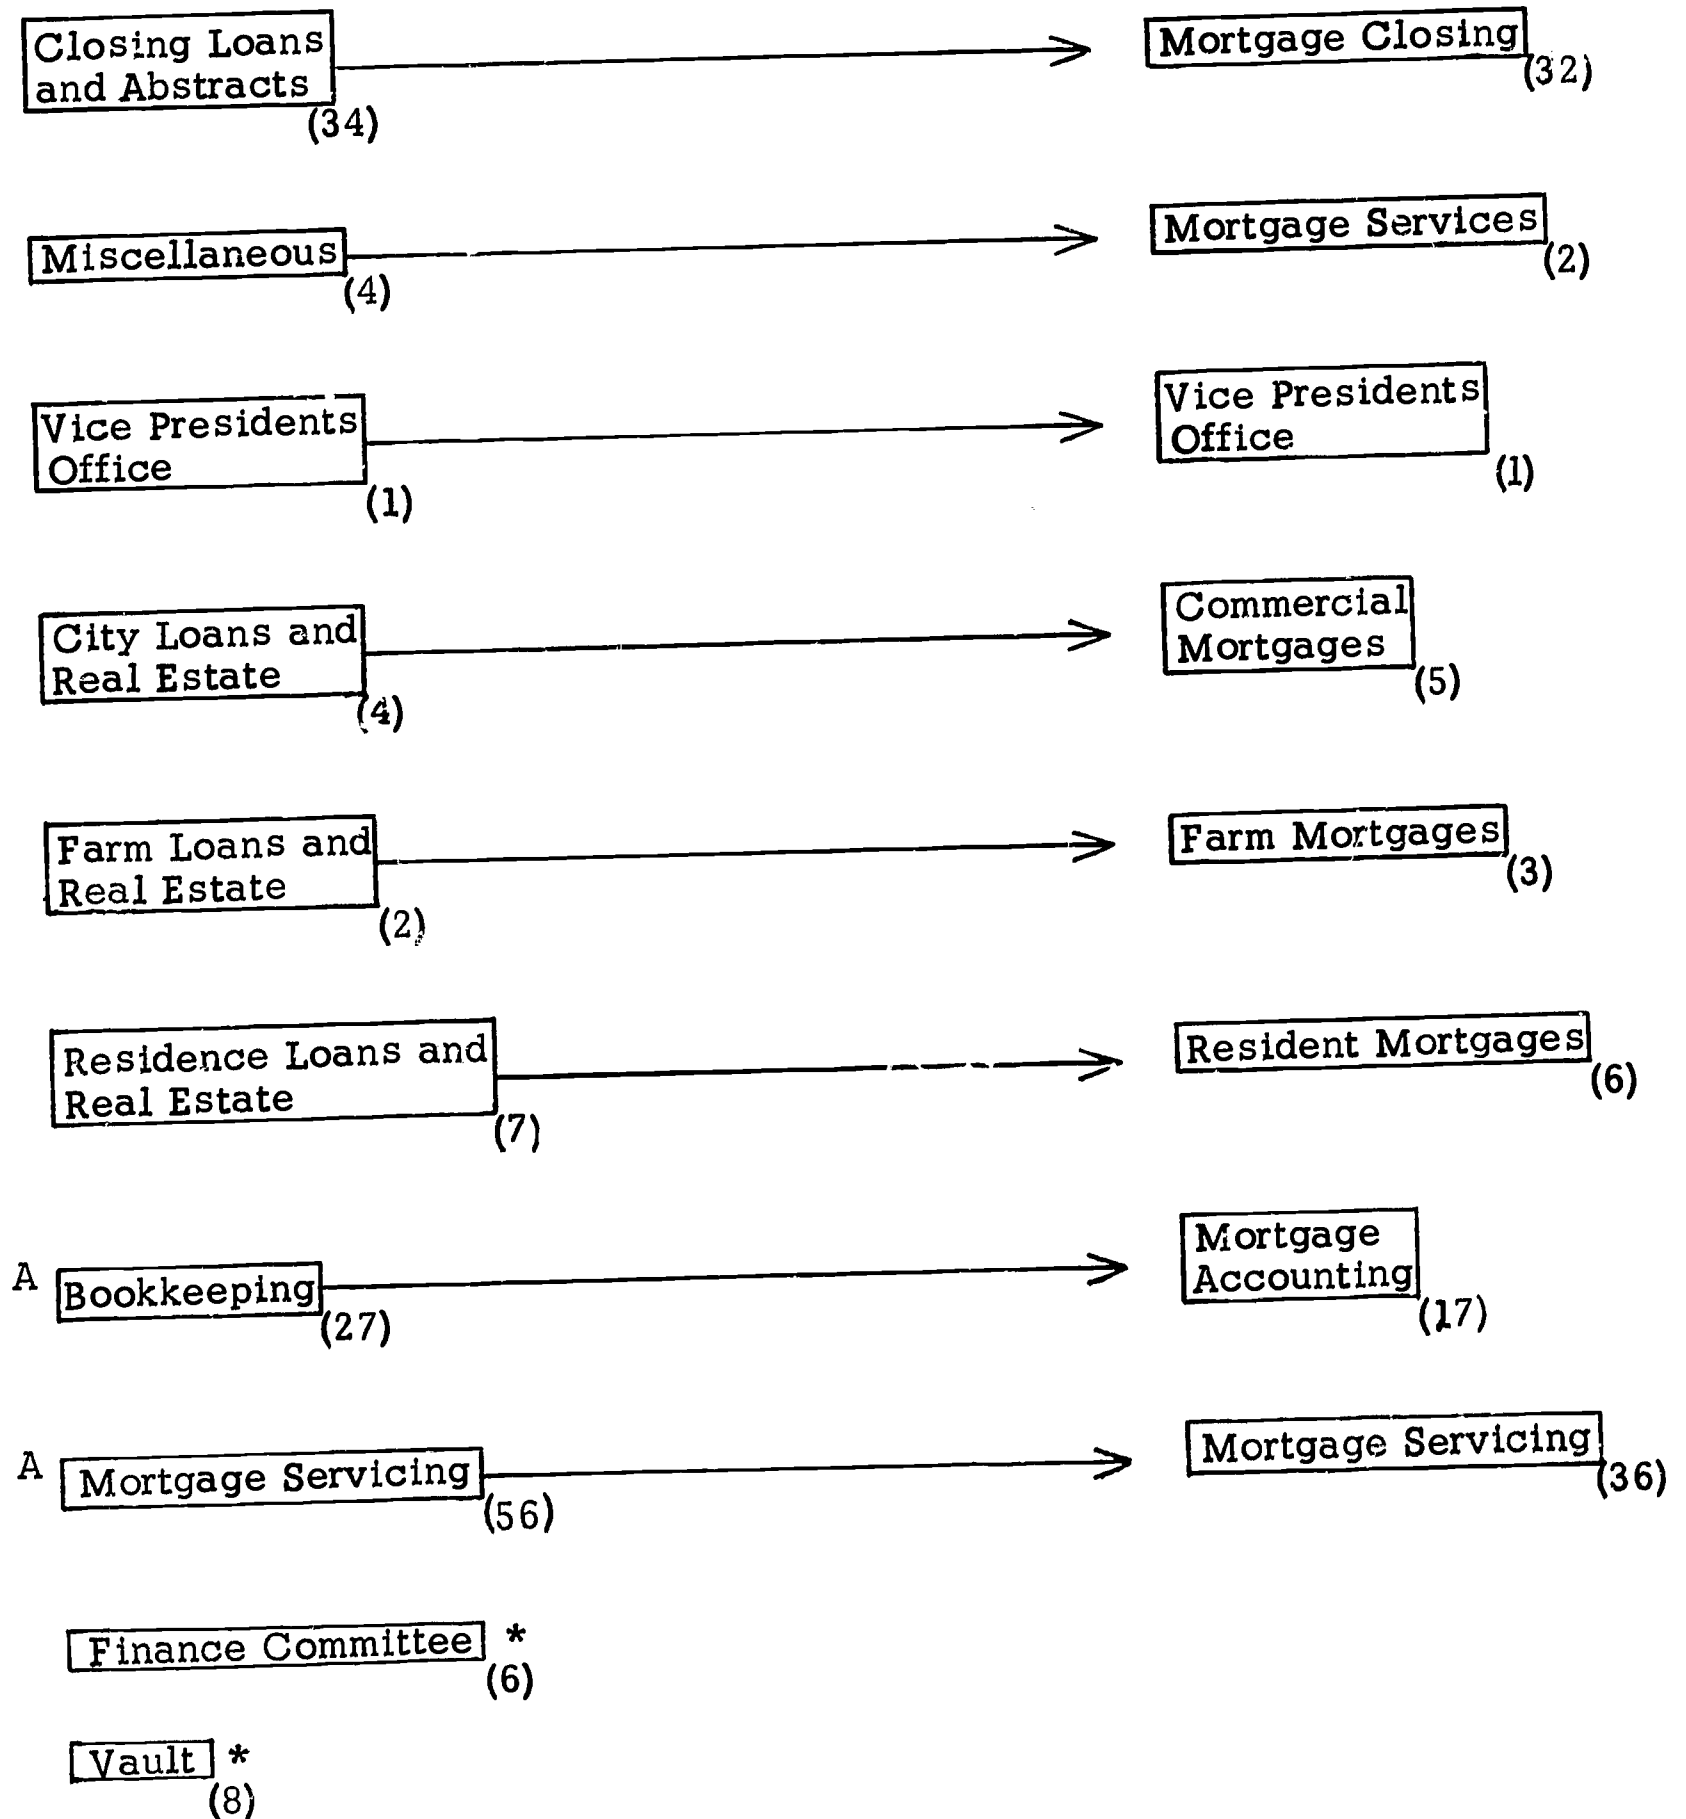 Closing Loans
and Abstracts
(34)
Mortgage Closing
(32)
Miscellaneous
(4)
Mortgage Services
(2)
Vice Presidents
Office
(1)
Vice Presidents
Office
(1)
City Loans and
Real Estate
(4)
Commercial
Mortgages
(5)
Farm Loans and
Real Estate
(2)
Farm Mortgages
(3)
Residence Loans and
Real Estate
(7)
Resident Mortgages
(6)
A Bookkeeping
(27)
Mortgage
Accounting
(17)
A Mortgage Servicing
(56)
Mortgage Servicing
(36)
Finance Committee *
(6)
Vault *
(8)